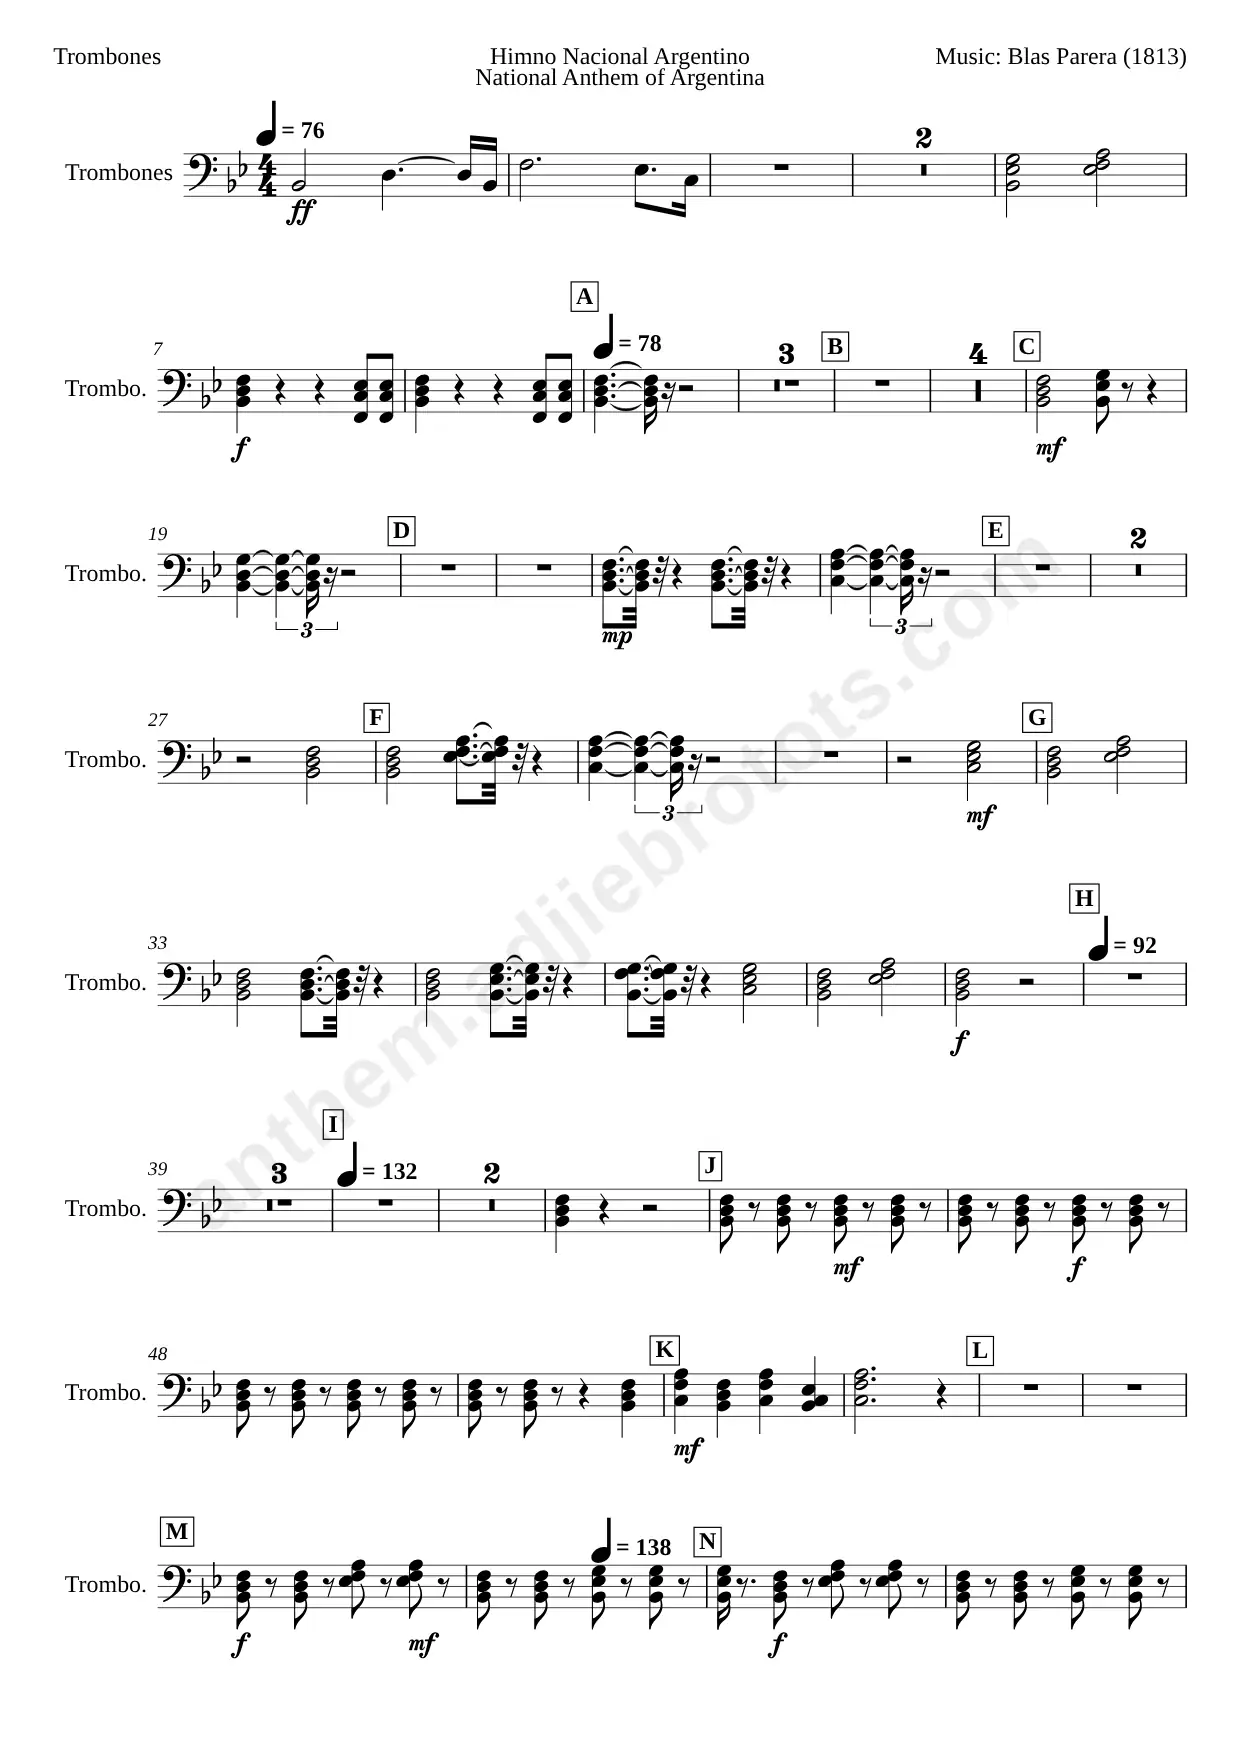 Trombones
Himno Nacional Argentino
National Anthem of Argentina
Music: Blas Parera (1813)
= 76
Trombones
4
4
2
ff
A
7
= 78
3
B
4
C
Trombo.
f
mf
19
D
E
2
Trombo.
3
mp
3
27
F
G
Trombo.
3
mf
33
H
= 92
Trombo.
f
39
3
I
= 132
2
J
Trombo.
mf
f
48
K
L
Trombo.
mf
M
= 138
N
Trombo.
f
mf
f
anthem.adjiebrotots.com